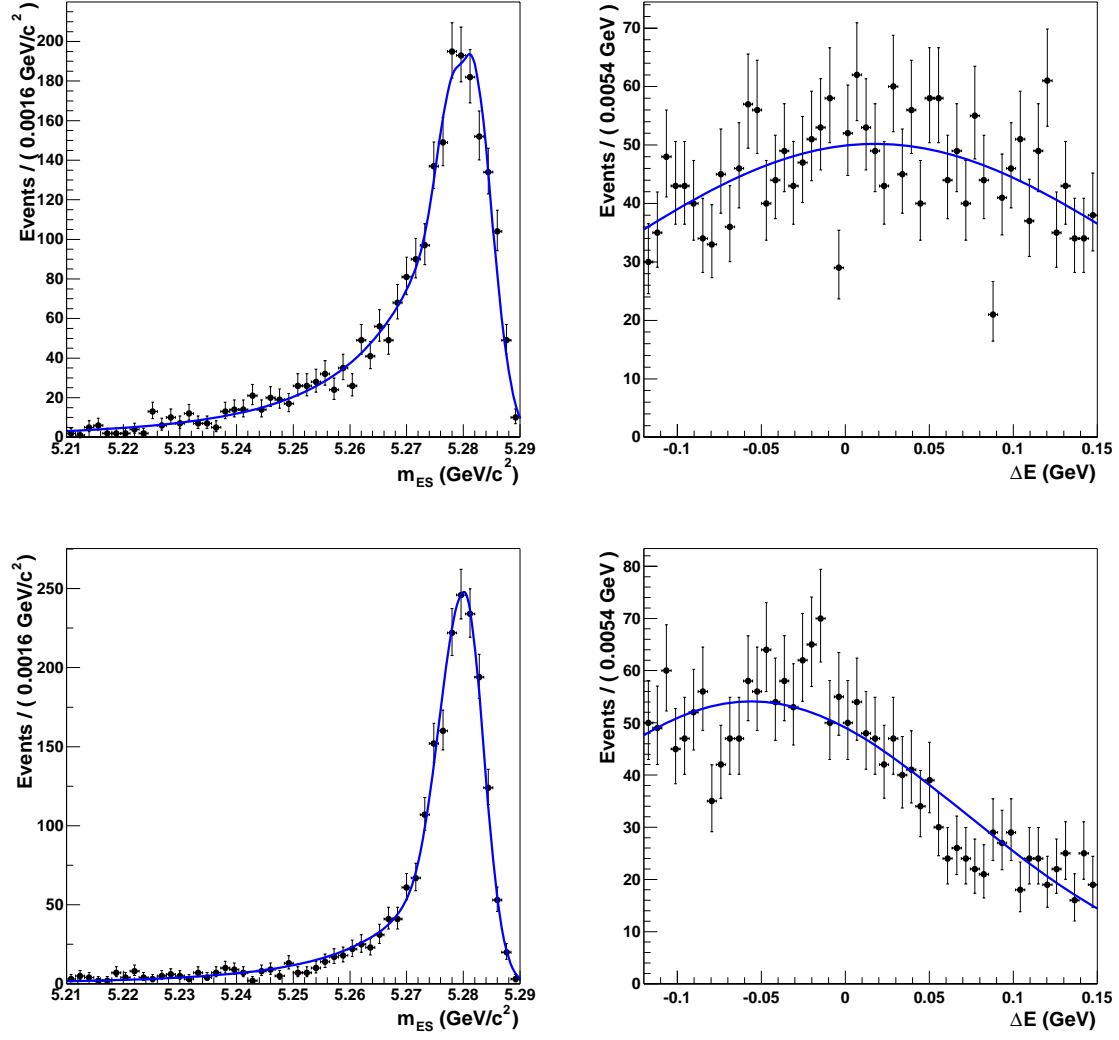 Events / ( 0.0016 GeV/c² )
0 20 40 60 80 100 120 140 160 180 200
5.21 5.22 5.23 5.24 5.25 5.26 5.27 5.28 5.29
m_ES (GeV/c²)
Events / ( 0.0054 GeV )
0 10 20 30 40 50 60 70
-0.1 -0.05 0 0.05 0.1 0.15
ΔE (GeV)
Events / ( 0.0016 GeV/c² )
0 50 100 150 200 250
5.21 5.22 5.23 5.24 5.25 5.26 5.27 5.28 5.29
m_ES (GeV/c²)
Events / ( 0.0054 GeV )
0 10 20 30 40 50 60 70 80
-0.1 -0.05 0 0.05 0.1 0.15
ΔE (GeV)